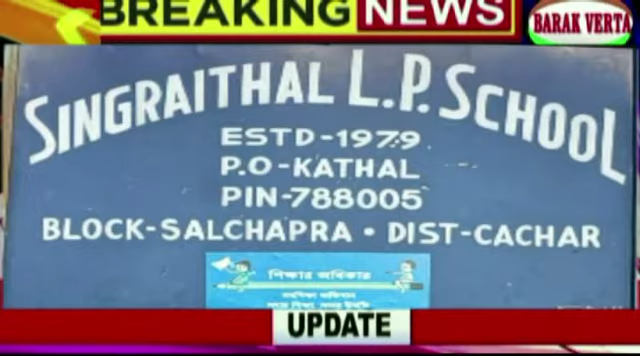 BREAKING NEWS
BARAK VERTA
SINGRAITHAL L.P. SCHOOL
ESTD-1979
P.O-KATHAL
PIN-788005
BLOCK-SALCHAPRA • DIST-CACHAR
শিক্ষার অধিকার
UPDATE